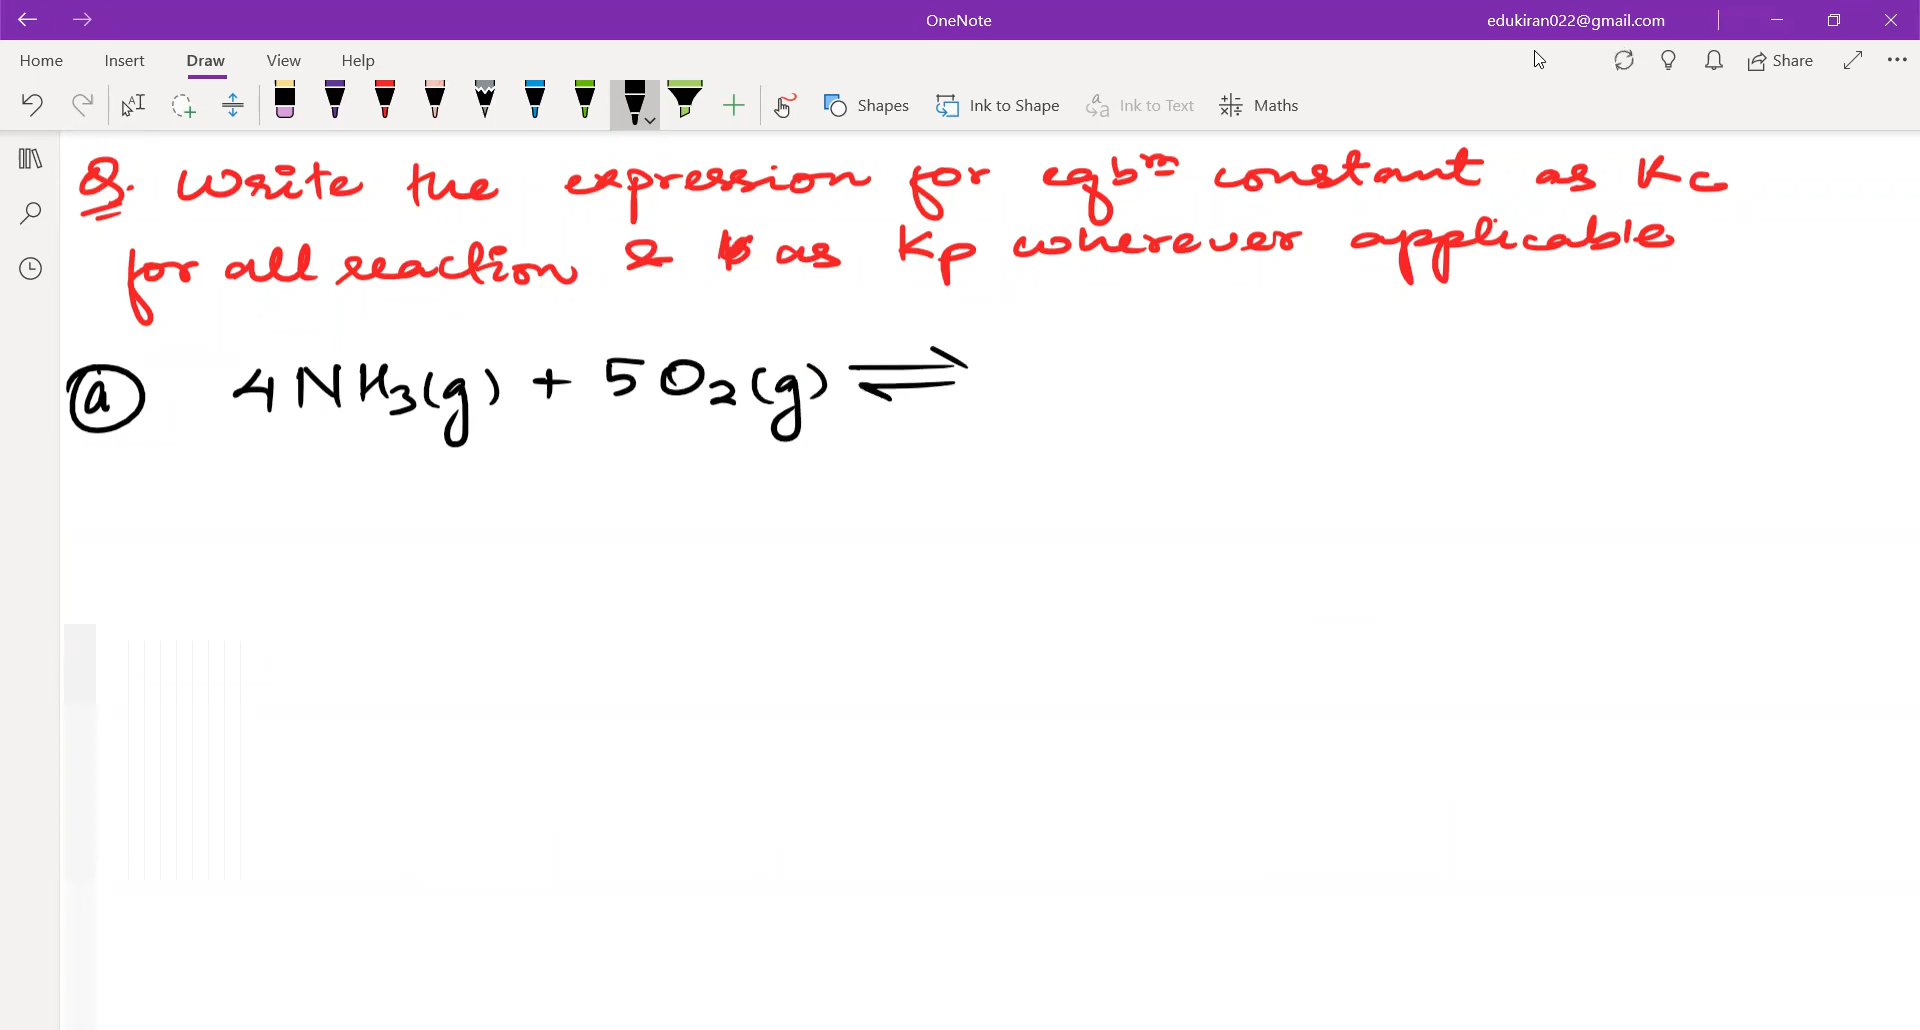 OneNote
edukiran022@gmail.com
Home Insert Draw View Help
Share
Shapes Ink to Shape Ink to Text Maths
Q. Write the expression for eqbm constant as Kc
for all reaction & as Kp wherever applicable
(a) 4NH3(g) + 5O2(g) ⇌